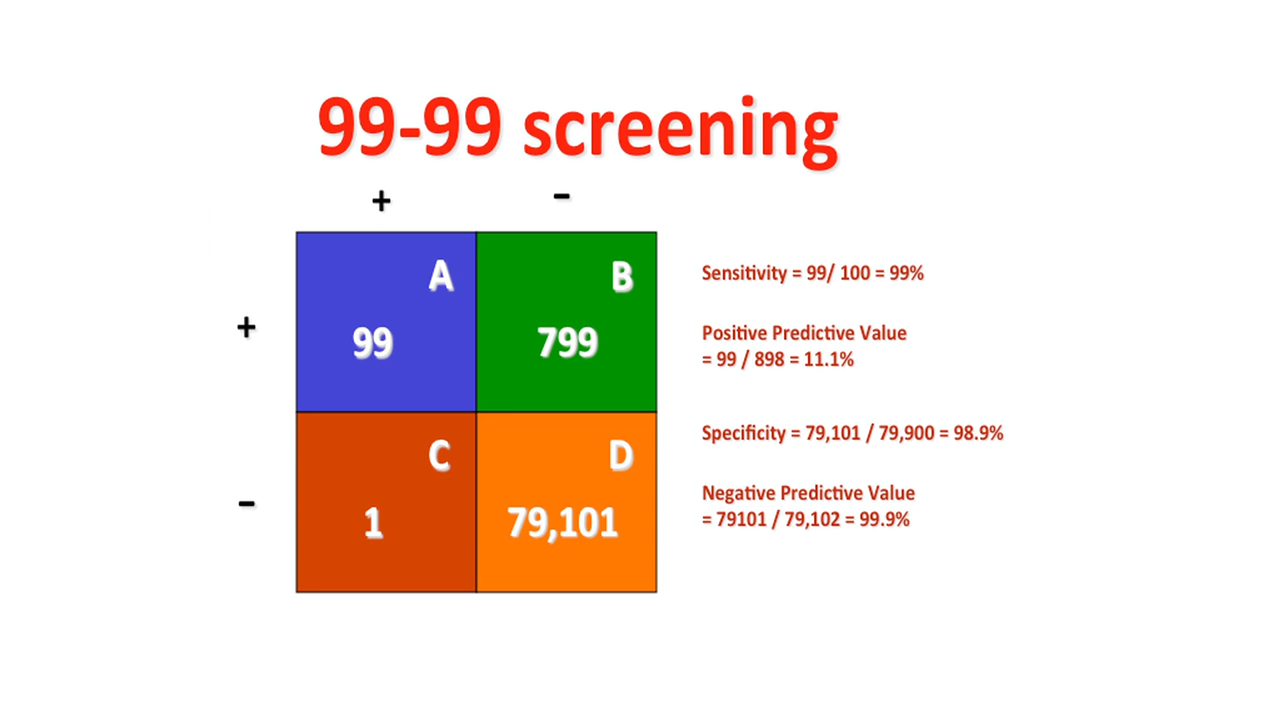 99-99 screening
+ -
+
A
99
B
799
Sensitivity = 99/ 100 = 99%
Positive Predictive Value
= 99 / 898 = 11.1%
-
C
1
D
79,101
Specificity = 79,101 / 79,900 = 98.9%
Negative Predictive Value
= 79101 / 79,102 = 99.9%